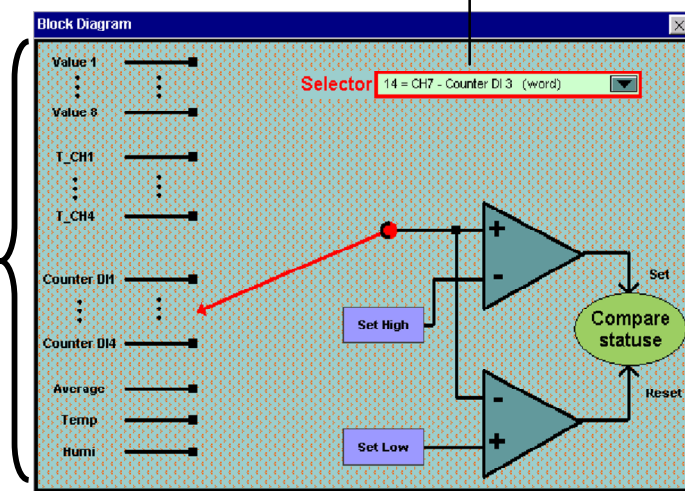 Block Diagram
Value 1
Value 8
T_CH1
T_CH4
Counter DI1
Counter DI4
Average
Temp
Humi
Selector
14 = CH7 - Counter DI 3 (word)
+
-
Set High
Set
Compare
statuse
Reset
-
+
Set Low